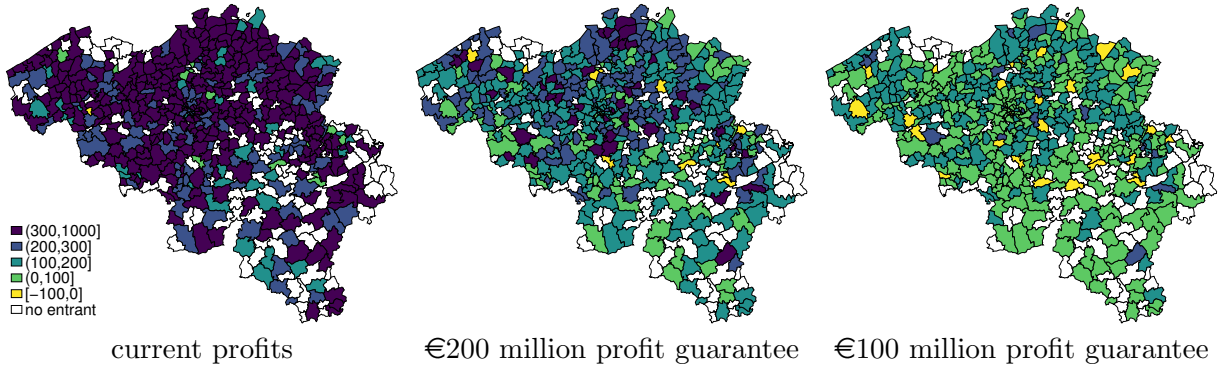 (300,1000]
(200,300]
(100,200]
(0,100]
[−100,0]
no entrant
current profits
€200 million profit guarantee
€100 million profit guarantee